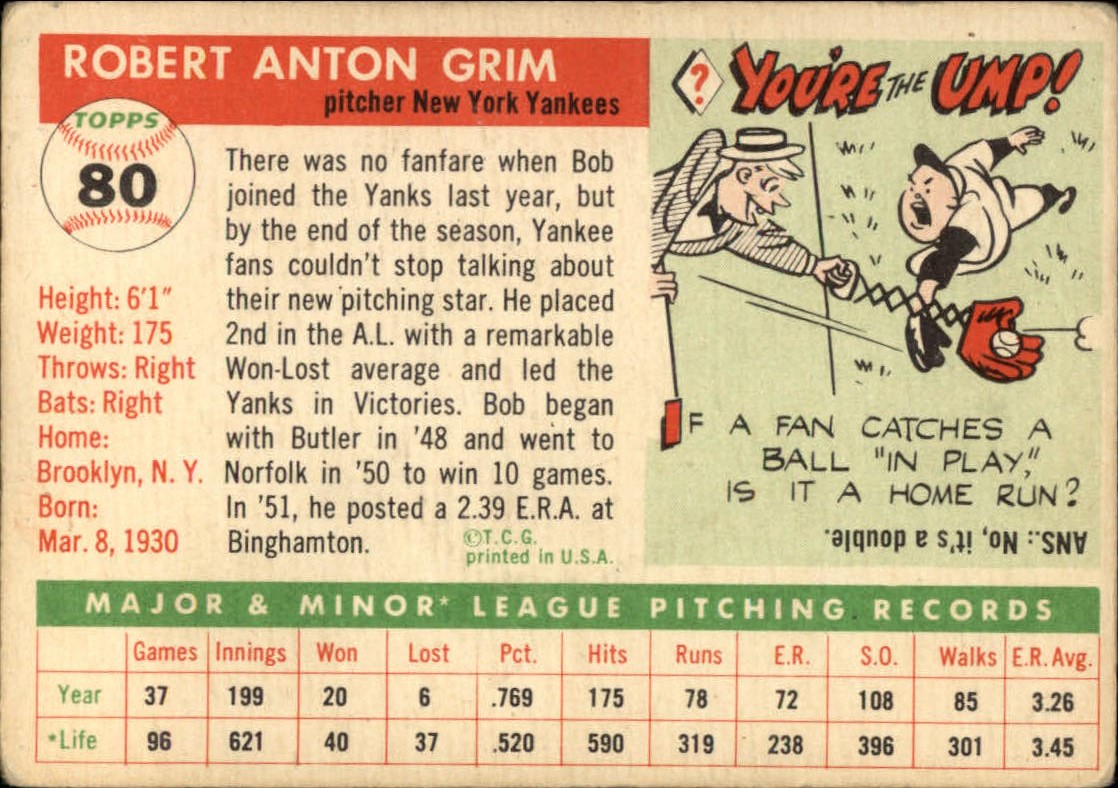 ROBERT ANTON GRIM
pitcher New York Yankees
TOPPS
80
Height: 6'1"
Weight: 175
Throws: Right
Bats: Right
Home:
Brooklyn, N. Y.
Born:
Mar. 8, 1930
There was no fanfare when Bob
joined the Yanks last year, but
by the end of the season, Yankee
fans couldn't stop talking about
their new pitching star. He placed
2nd in the A.L. with a remarkable
Won-Lost average and led the
Yanks in Victories. Bob began
with Butler in '48 and went to
Norfolk in '50 to win 10 games.
In '51, he posted a 2.39 E.R.A. at
Binghamton.
©T.C.G.
printed in U.S.A.
? YOU'RE THE UMP!
IF A FAN CATCHES A
BALL "IN PLAY,"
IS IT A HOME RUN?
ANS.: No, it's a double.
MAJOR & MINOR* LEAGUE PITCHING RECORDS
Games Innings Won Lost Pct. Hits Runs E.R. S.O. Walks E.R. Avg.
Year 37 199 20 6 .769 175 78 72 108 85 3.26
*Life 96 621 40 37 .520 590 319 238 396 301 3.45